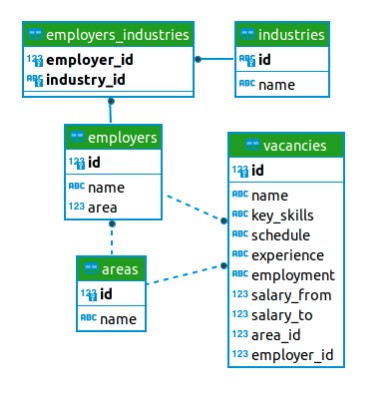 employers_industries
123 employer_id
ABC industry_id
industries
ABC id
ABC name
employers
123 id
ABC name
123 area
vacancies
123 id
ABC name
ABC key_skills
ABC schedule
ABC experience
ABC employment
123 salary_from
123 salary_to
123 area_id
123 employer_id
areas
123 id
ABC name